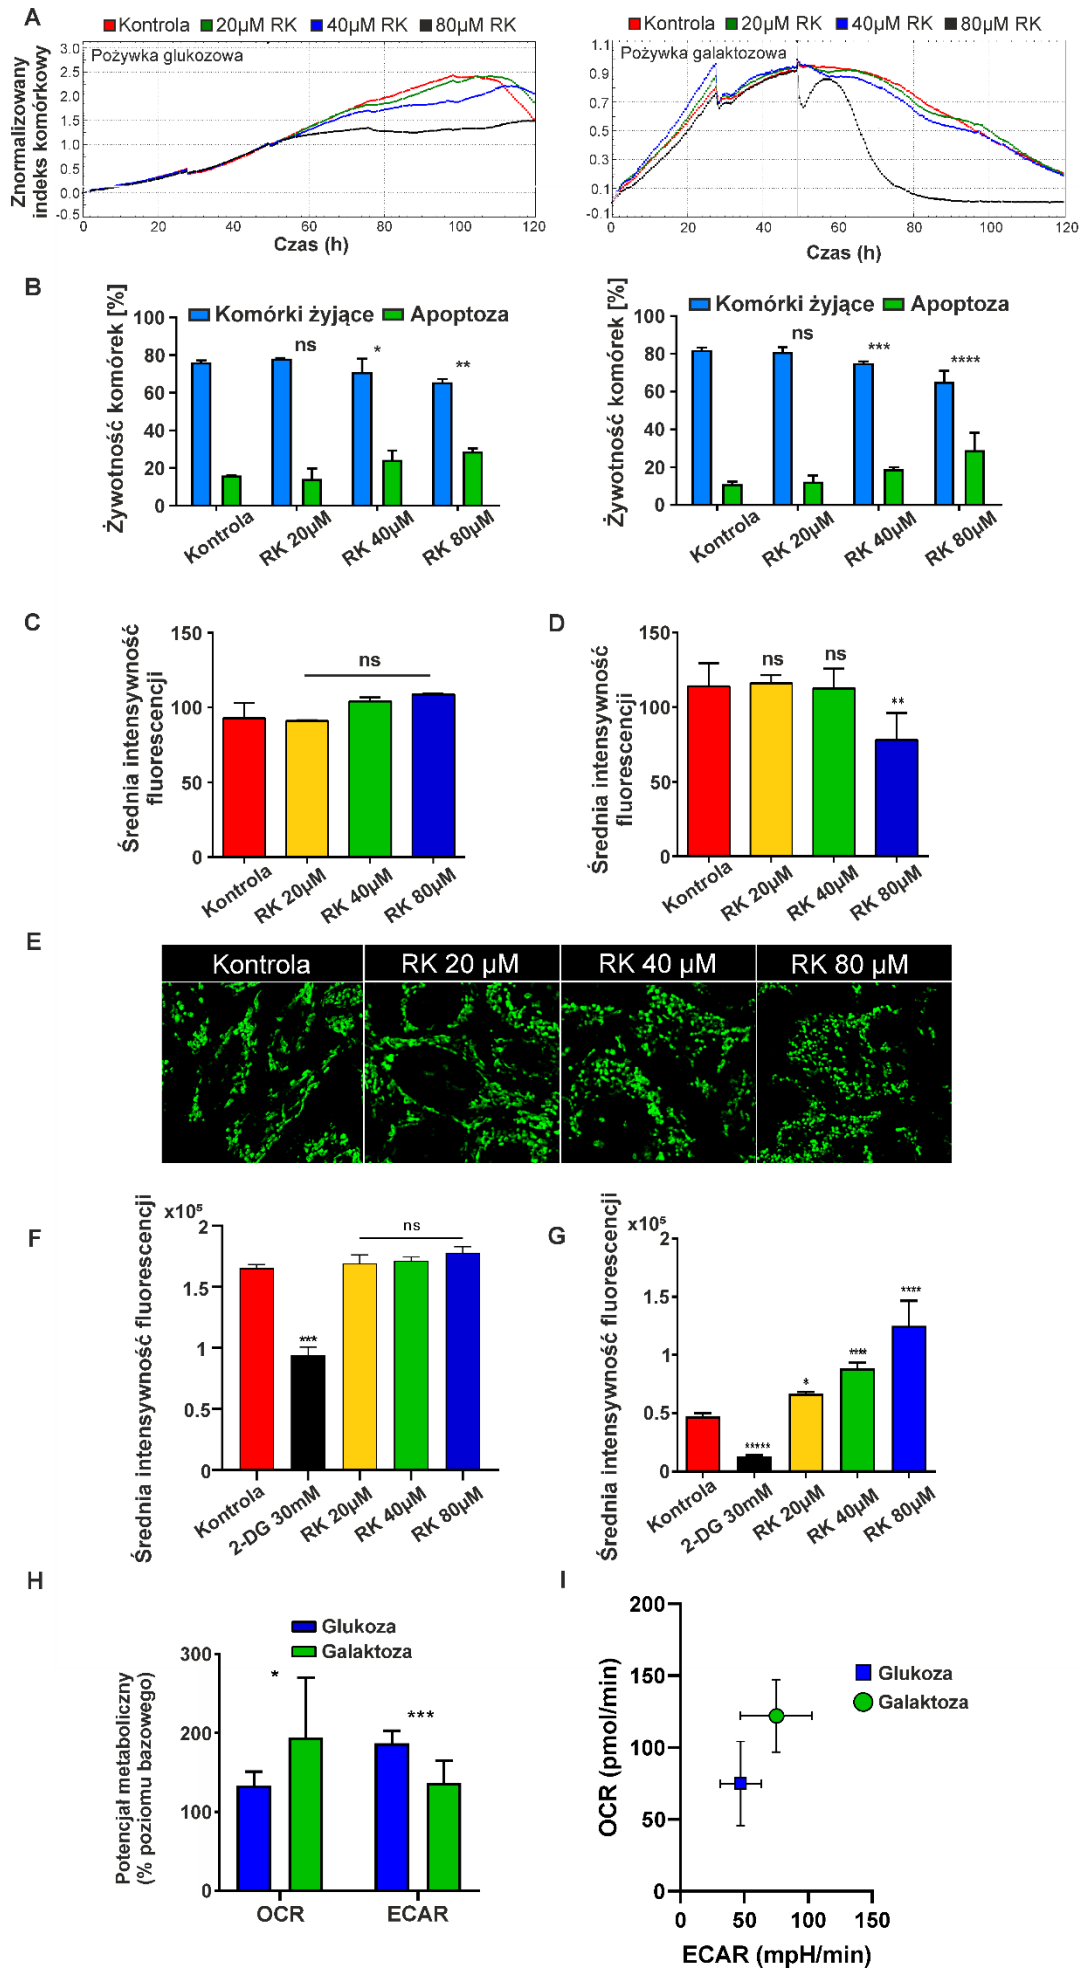 A
Kontrola 20µM RK 40µM RK 80µM RK
Kontrola 20µM RK 40µM RK 80µM RK
Znormalizowany
indeks komórkowy
Pożywka glukozowa
3.0
2.5
2.0
1.5
1.0
0.5
0.0
-0.5
0 20 40 60 80 100 120
Czas (h)
Pożywka galaktozowa
1.1
0.9
0.7
0.5
0.3
0.1
-0.1
0 20 40 60 80 100 120
Czas (h)
B
Żywotność komórek [%]
Komórki żyjące Apoptoza
100
80
60
40
20
0
ns
*
**
Kontrola
RK 20µM
RK 40µM
RK 80µM
Żywotność komórek [%]
Komórki żyjące Apoptoza
100
80
60
40
20
0
ns
***
****
Kontrola
RK 20µM
RK 40µM
RK 80µM
C
Średnia intensywność
fluorescencji
150
100
50
0
ns
Kontrola
RK 20µM
RK 40µM
RK 80µM
D
Średnia intensywność
fluorescencji
150
100
50
0
ns
ns
**
Kontrola
RK 20µM
RK 40µM
RK 80µM
E
Kontrola
RK 20 µM
RK 40 µM
RK 80 µM
F
Średnia intensywność fluorescencji
x10⁵
2
1.5
1
0.5
0
***
ns
Kontrola
2-DG 30mM
RK 20µM
RK 40µM
RK 80µM
G
Średnia intensywność fluorescencji
x10⁵
2
1.5
1
0.5
0
*****
*
****
****
Kontrola
2-DG 30mM
RK 20µM
RK 40µM
RK 80µM
H
Glukoza
Galaktoza
Potencjał metaboliczny
(% poziomu bazowego)
300
200
100
0
*
***
OCR
ECAR
I
OCR (pmol/min)
200
150
100
50
0
Glukoza
Galaktoza
0 50 100 150
ECAR (mpH/min)